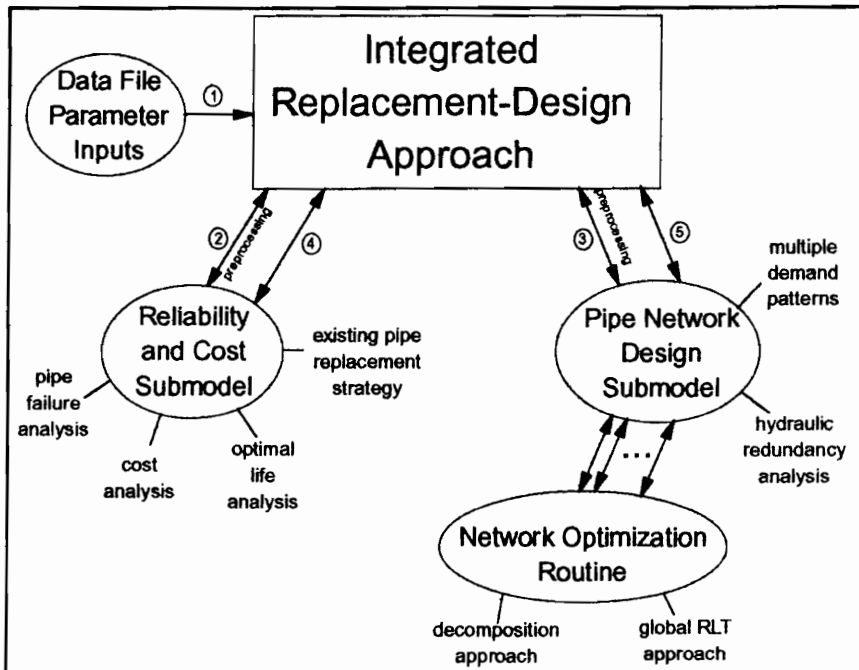 Integrated
Replacement-Design
Approach
Data File
Parameter
Inputs
①
②
preprocessing
④
③
preprocessing
⑤
Reliability
and Cost
Submodel
existing pipe
replacement
strategy
pipe
failure
analysis
cost
analysis
optimal
life
analysis
Pipe Network
Design
Submodel
multiple
demand
patterns
hydraulic
redundancy
analysis
...
Network Optimization
Routine
decomposition
approach
global RLT
approach